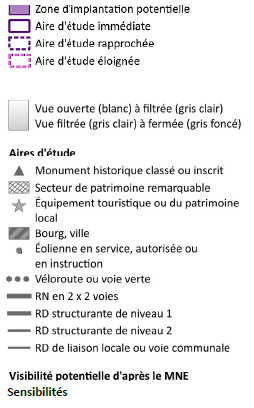 Zone d'implantation potentielle
Aire d'étude immédiate
Aire d'étude rapprochée
Aire d'étude éloignée
Vue ouverte (blanc) à filtrée (gris clair)
Vue filtrée (gris clair) à fermée (gris foncé)
Aires d'étude
Monument historique classé ou inscrit
Secteur de patrimoine remarquable
Équipement touristique ou du patrimoine
local
Bourg, ville
Éolienne en service, autorisée ou
en instruction
Véloroute ou voie verte
RN en 2 x 2 voies
RD structurante de niveau 1
RD structurante de niveau 2
RD de liaison locale ou voie communale
Visibilité potentielle d'après le MNE
Sensibilités